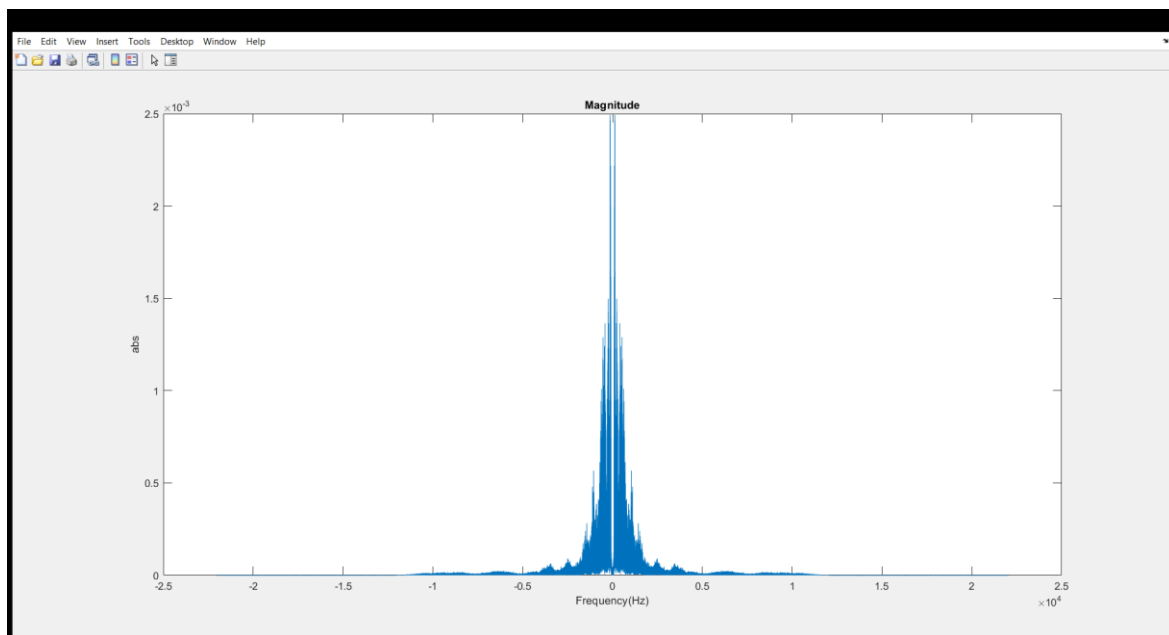 File Edit View Insert Tools Desktop Window Help
×10-3
Magnitude
2.5
2
1.5
1
0.5
0
abs
-2.5 -2 -1.5 -1 -0.5 0 0.5 1 1.5 2 2.5
Frequency(Hz)
×104